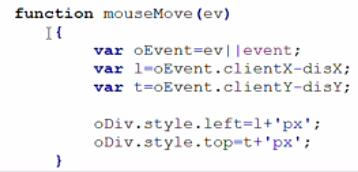 function mouseMove(ev)
{
var oEvent=ev||event;
var l=oEvent.clientX-disX;
var t=oEvent.clientY-disY;
oDiv.style.left=l+'px';
oDiv.style.top=t+'px';
}